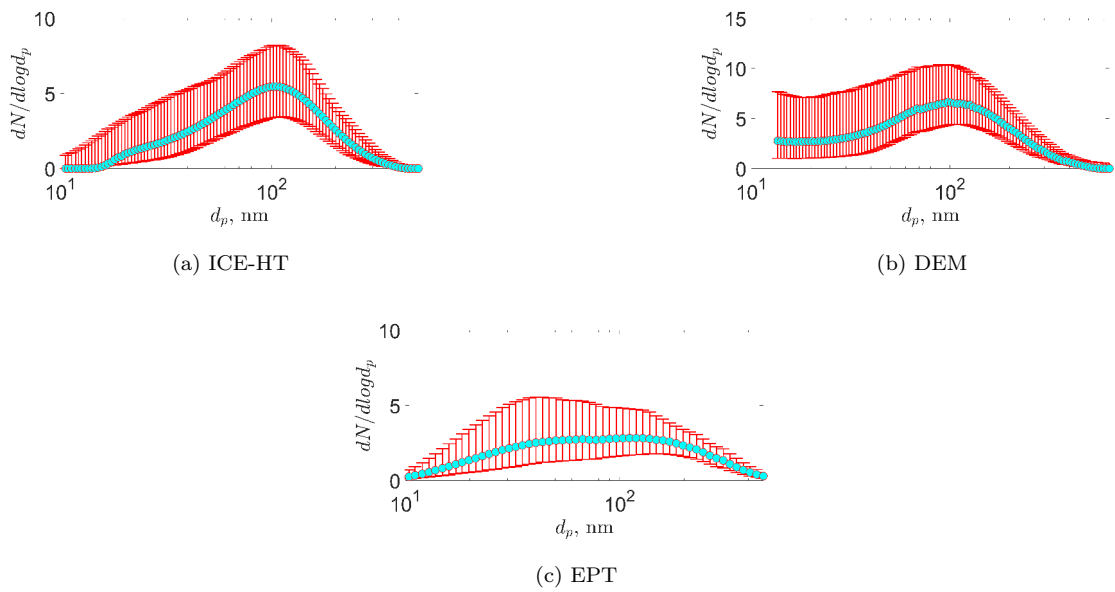 10
5
0
dN/dlogd_p
10^1
10^2
d_p, nm
(a) ICE-HT
15
10
5
0
dN/dlogd_p
10^1
10^2
d_p, nm
(b) DEM
10
5
0
dN/dlogd_p
10^1
10^2
d_p, nm
(c) EPT